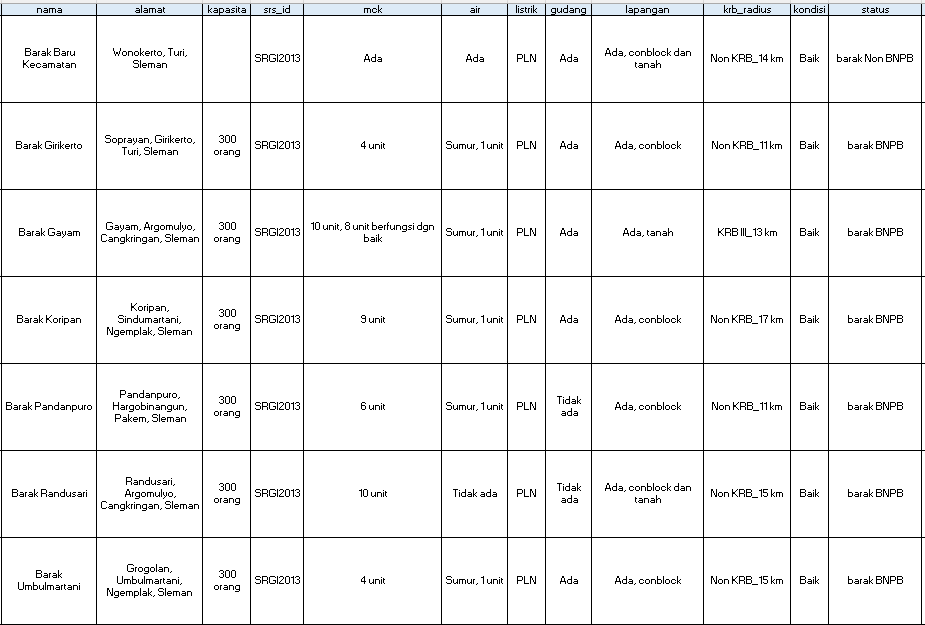 nama alamat kapasita srs_id mck air listrik gudang lapangan krb_radius kondisi status
Barak Baru Kecamatan Wonokerto, Turi, Sleman SRGI2013 Ada Ada PLN Ada Ada, conblock dan tanah Non KRB_14 km Baik barak Non BNPB
Barak Girikerto Soprayan, Girikerto, Turi, Sleman 300 orang SRGI2013 4 unit Sumur, 1 unit PLN Ada Ada, conblock Non KRB_11 km Baik barak BNPB
Barak Gayam Gayam, Argomulyo, Cangkringan, Sleman 300 orang SRGI2013 10 unit, 8 unit berfungsi dgn baik Sumur, 1 unit PLN Ada Ada, tanah KRB III_13 km Baik barak BNPB
Barak Koripan Koripan, Sindumartani, Ngemplak, Sleman 300 orang SRGI2013 9 unit Sumur, 1 unit PLN Ada Ada, conblock Non KRB_17 km Baik barak BNPB
Barak Pandanpuro Pandanpuro, Hargobinangun, Pakem, Sleman 300 orang SRGI2013 6 unit Sumur, 1 unit PLN Tidak ada Ada, conblock Non KRB_11 km Baik barak BNPB
Barak Randusari Randusari, Argomulyo, Cangkringan, Sleman 300 orang SRGI2013 10 unit Tidak ada PLN Tidak ada Ada, conblock dan tanah Non KRB_15 km Baik barak BNPB
Barak Umbulmartani Grogolan, Umbulmartani, Ngemplak, Sleman 300 orang SRGI2013 4 unit Sumur, 1 unit PLN Ada Ada, conblock Non KRB_15 km Baik barak BNPB